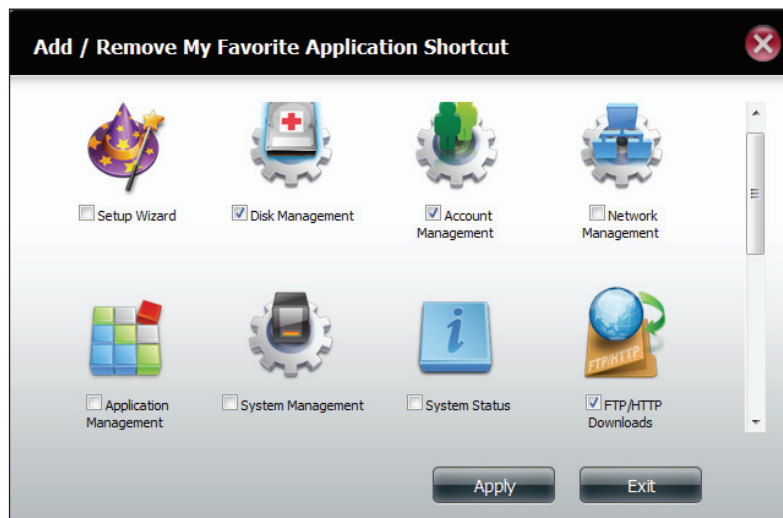 Add / Remove My Favorite Application Shortcut
Setup Wizard
Disk Management
Account
Management
Network
Management
Application
Management
System Management
System Status
FTP/HTTP
FTP/HTTP
Downloads
Apply
Exit